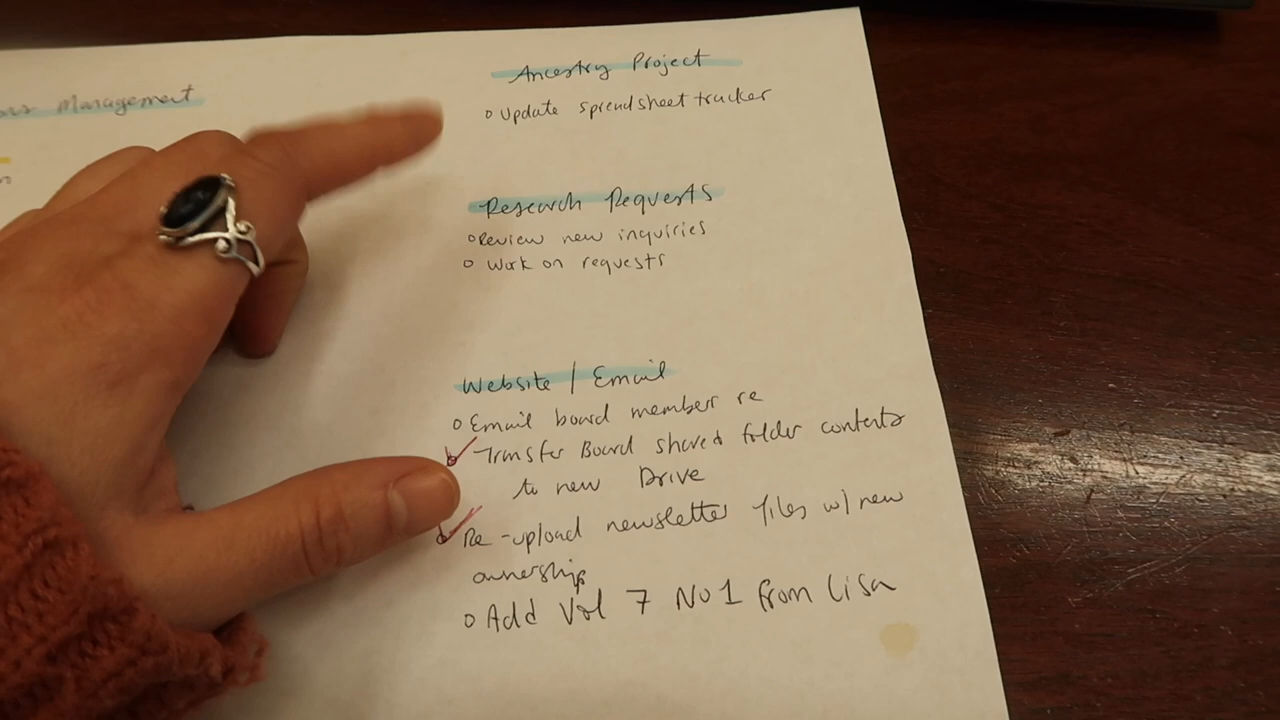 Management
Ancestry Project
Update spreadsheet tracker
Research Requests
Review new inquiries
Work on requests
Website / Email
Email board members re
Transfer Board shared folder contents
to new Drive
Re-upload newsletter files w/ new
ownership
Add Vol 7 No 1 from Lisa